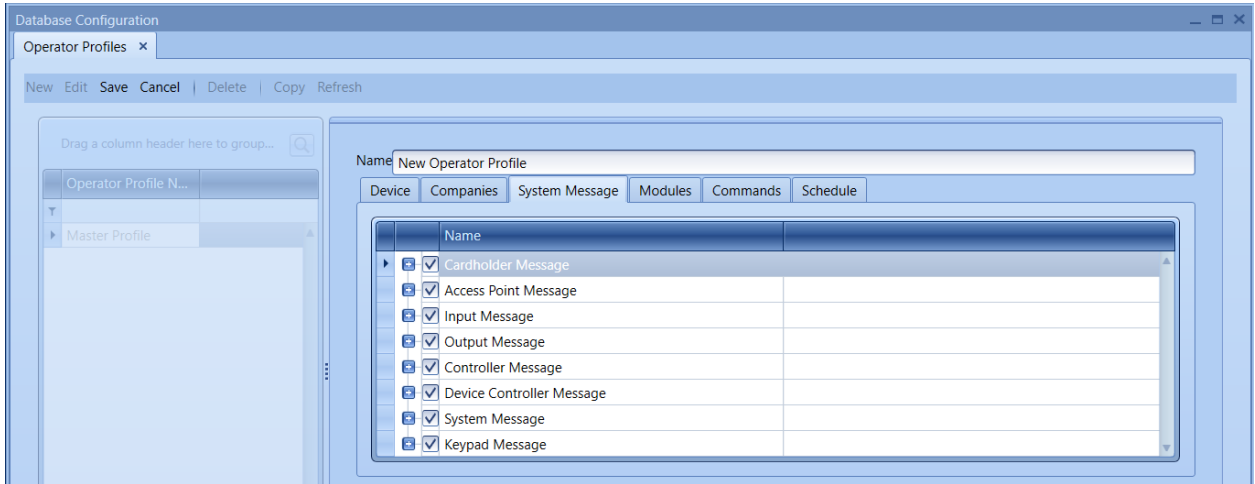 Database Configuration
Operator Profiles
New Edit Save Cancel | Delete | Copy Refresh
Drag a column header here to group...
Operator Profile N...
Master Profile
Name New Operator Profile
Device Companies System Message Modules Commands Schedule
Name
Cardholder Message
Access Point Message
Input Message
Output Message
Controller Message
Device Controller Message
System Message
Keypad Message